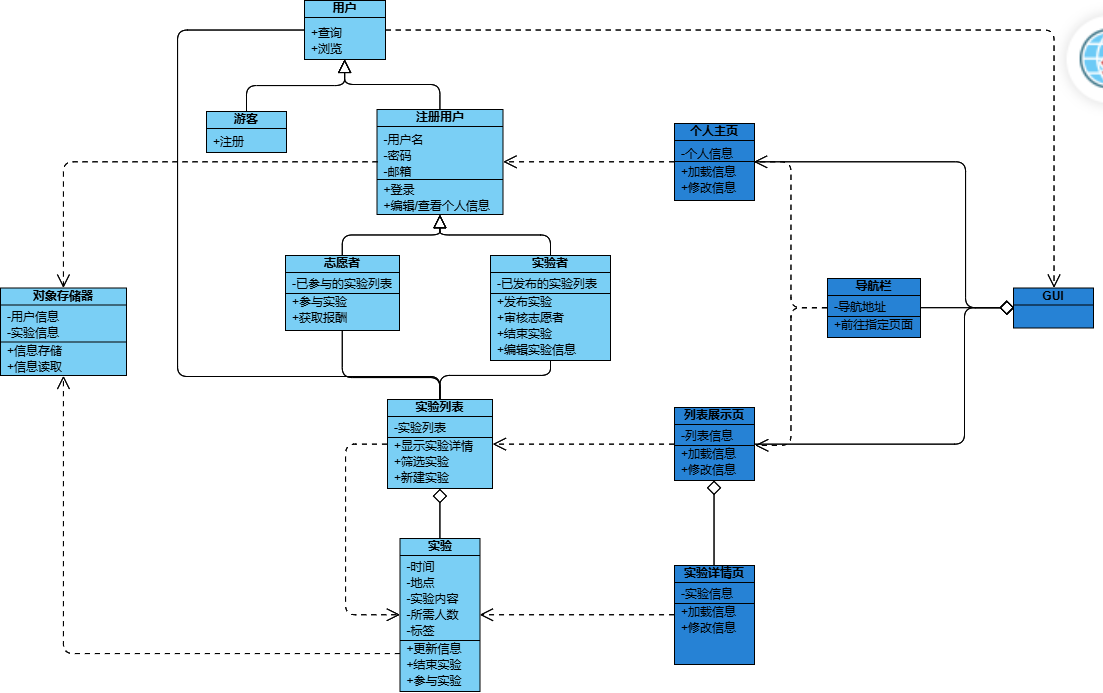 用户
+查询
+浏览
游客
+注册
注册用户
-用户名
-密码
-邮箱
+登录
+编辑/查看个人信息
个人主页
-个人信息
+加载信息
+修改信息
志愿者
-已参与的实验列表
+参与实验
+获取报酬
实验者
-已发布的实验列表
+发布实验
+审核志愿者
+结束实验
+编辑实验信息
对象存储器
-用户信息
-实验信息
+信息存储
+信息读取
导航栏
-导航地址
+前往指定页面
GUI
实验列表
-实验列表
+显示实验详情
+筛选实验
+新建实验
列表展示页
-列表信息
+加载信息
+修改信息
实验
-时间
-地点
-实验内容
-所需人数
-标签
+更新信息
+结束实验
+参与实验
实验详情页
-实验信息
+加载信息
+修改信息